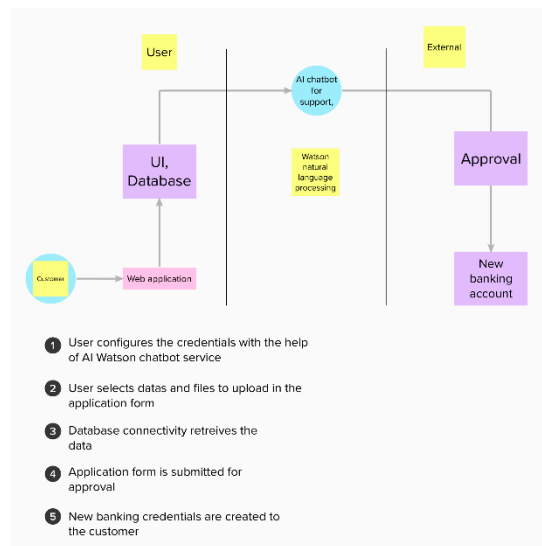 User
External
AI chatbot
for
support,
UI,
Database
Watson
natural
language
processing
Approval
Customer
Web application
New
banking
account
1 User configures the credentials with the help
of AI Watson chatbot service
2 User selects datas and files to upload in the
application form
3 Database connectivity retreives the
data
4 Application form is submitted for
approval
5 New banking credentials are created to
the customer